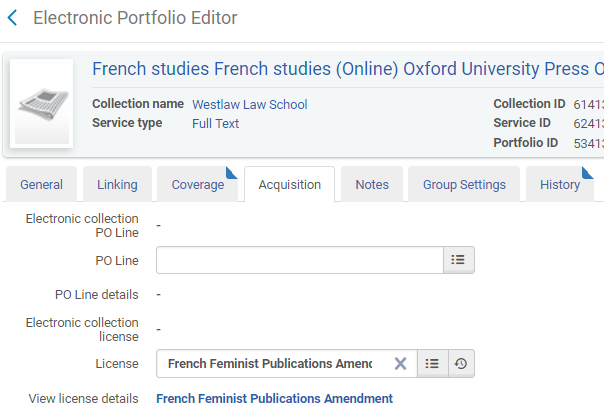 Electronic Portfolio Editor
French studies French studies (Online) Oxford University Press O
Collection name Westlaw Law School Collection ID 61413
Service type Full Text Service ID 62413
Portfolio ID 53413
General Linking Coverage Acquisition Notes Group Settings History
Electronic collection
PO Line -
PO Line
PO Line details -
Electronic collection
license -
License French Feminist Publications Amend
View license details French Feminist Publications Amendment